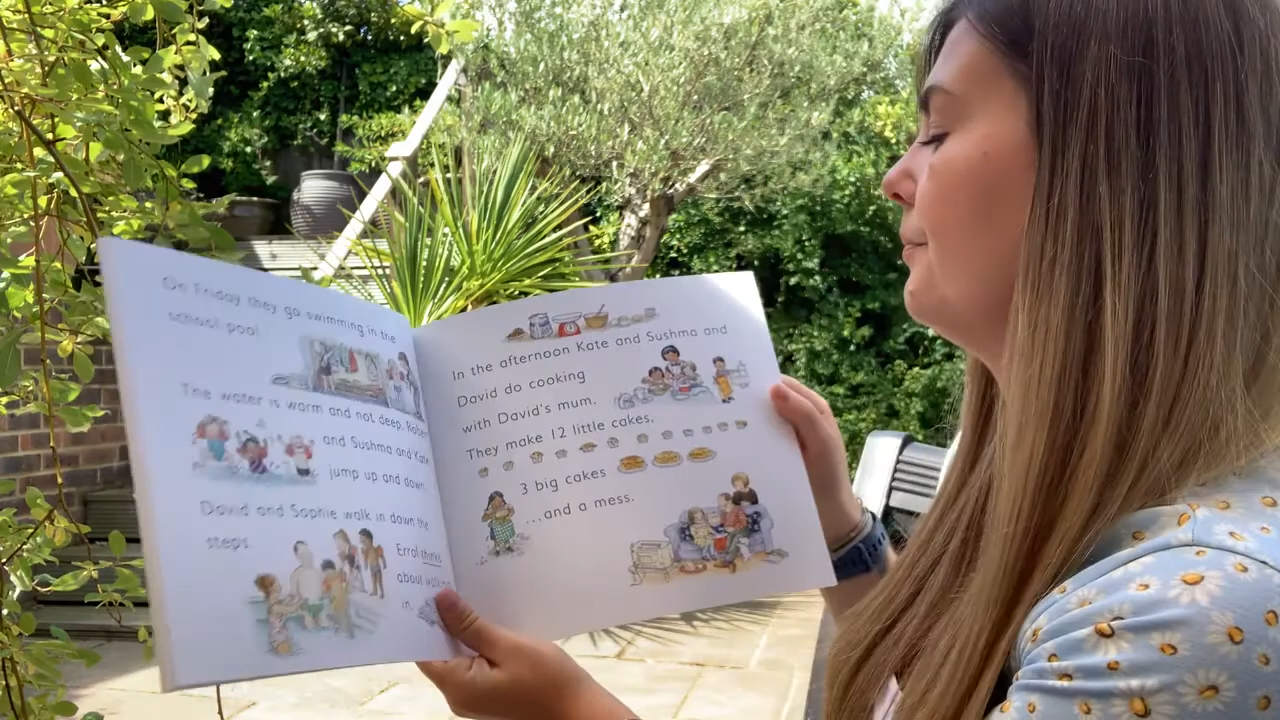 On Friday they go swimming in the
school pool.
The water is warm and not deep. Robert
and Sushma and Kate
jump up and down.
David and Sophie walk in down the
steps.
Errol thinks
about walking
in.
In the afternoon Kate and Sushma and
David do cooking
with David's mum.
They make 12 little cakes.
3 big cakes
...and a mess.